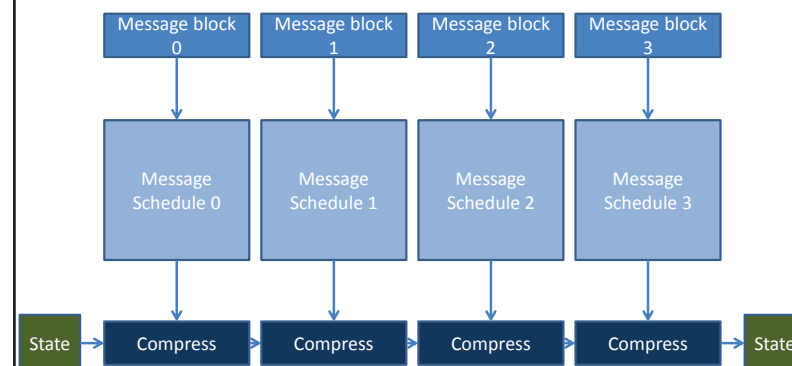 Message block
0
Message block
1
Message block
2
Message block
3
Message
Schedule 0
Message
Schedule 1
Message
Schedule 2
Message
Schedule 3
State
Compress
Compress
Compress
Compress
State